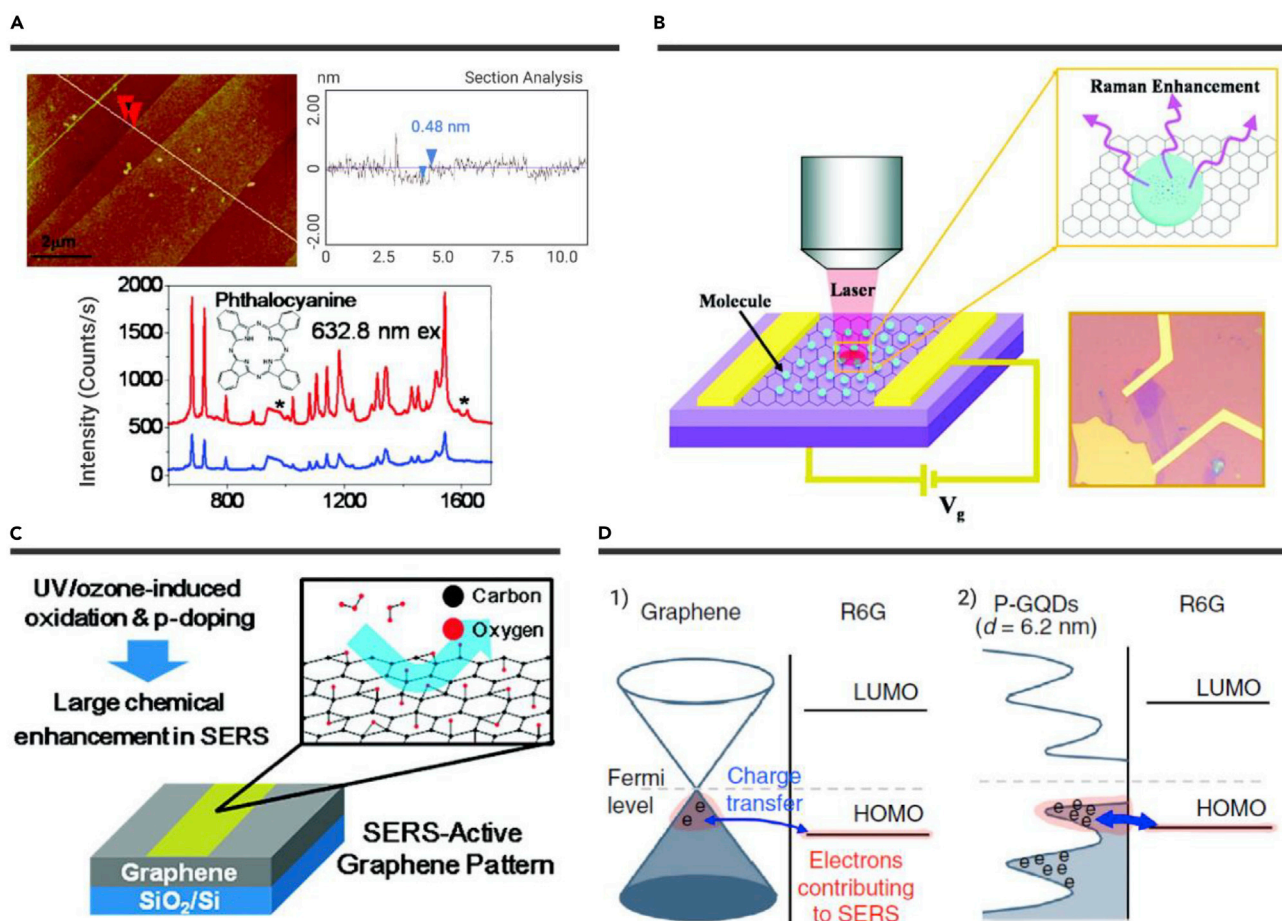 A
nm
Section Analysis
2.00
0
-2.00
0.48 nm
2μm
0
2.5
5.0
7.5
10.0
Intensity (Counts/s)
2000
1500
1000
500
0
Phthalocyanine
632.8 nm ex
N
N
N
NH
N
N
HN
N
*
*
800
1200
1600
B
Raman Enhancement
Laser
Molecule
Vg
C
UV/ozone-induced
oxidation & p-doping
Large chemical
enhancement in SERS
Carbon
Oxygen
SERS-Active
Graphene Pattern
Graphene
SiO2/Si
D
1)
Graphene
R6G
LUMO
Fermi
level
Charge
transfer
HOMO
e
e
Electrons
contributing
to SERS
2)
P-GQDs
(d = 6.2 nm)
R6G
LUMO
HOMO
e e e
e e
e e e
e e e